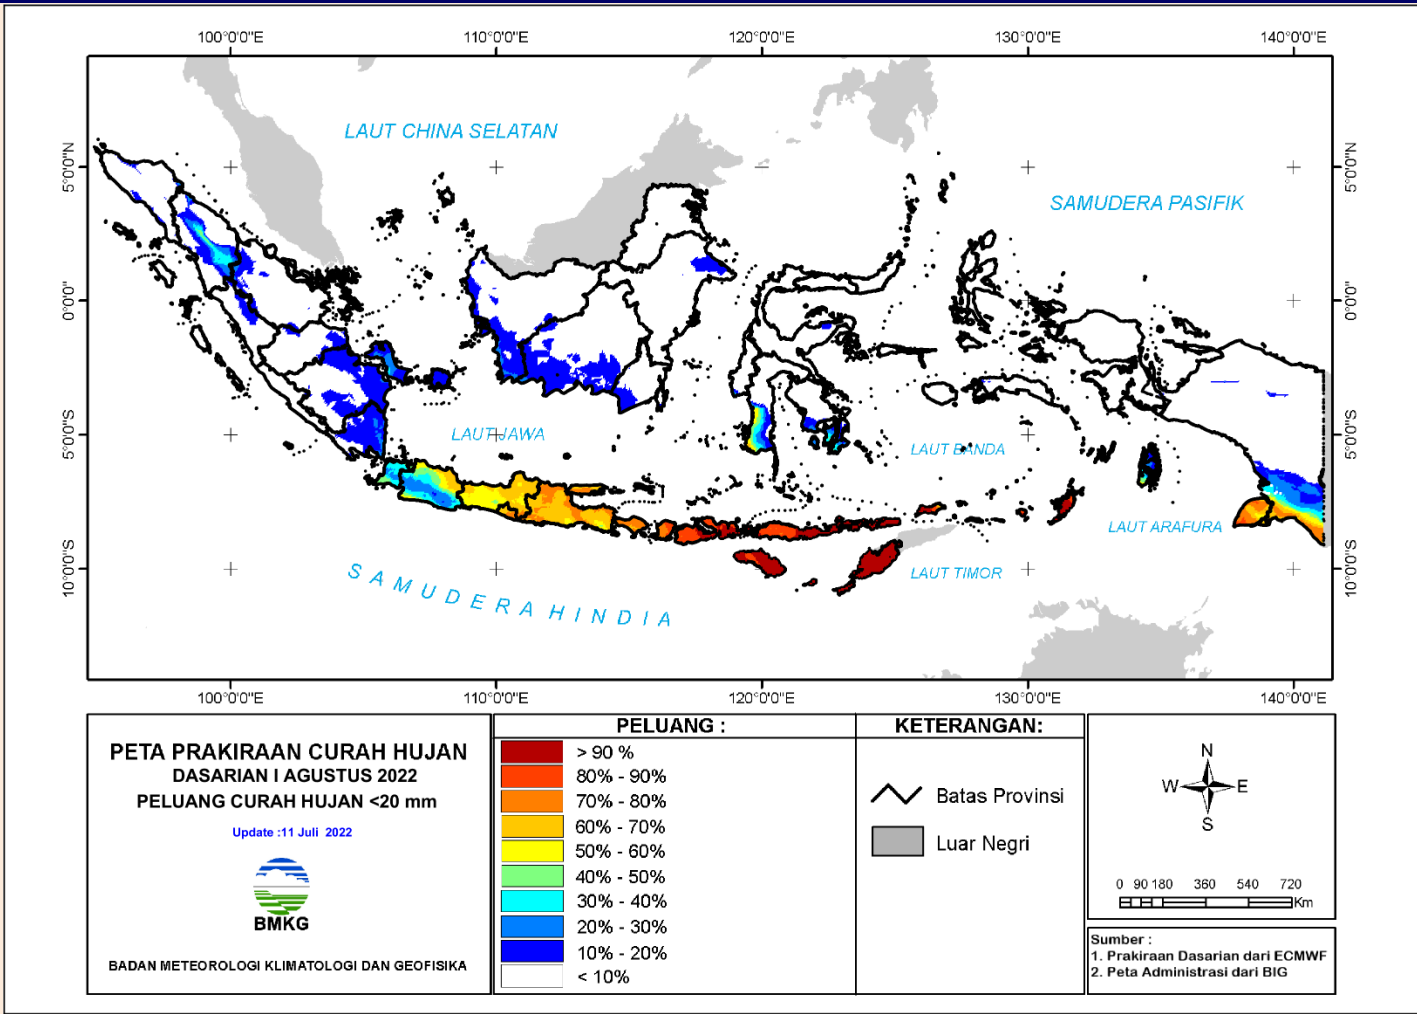 100°0'0"E 110°0'0"E 120°0'0"E 130°0'0"E 140°0'0"E
LAUT CHINA SELATAN
5°0'0"N 5°0'0"N
SAMUDERA PASIFIK
0°0'0" 0°0'0"
LAUT JAWA
5°0'0"S 5°0'0"S
LAUT BANDA
LAUT ARAFURA
10°0'0"S 10°0'0"S
LAUT TIMOR
SAMUDERA HINDIA
100°0'0"E 110°0'0"E 120°0'0"E 130°0'0"E 140°0'0"E
PETA PRAKIRAAN CURAH HUJAN
DASARIAN I AGUSTUS 2022
PELUANG CURAH HUJAN <20 mm
Update :11 Juli 2022
BMKG
BADAN METEOROLOGI KLIMATOLOGI DAN GEOFISIKA
PELUANG :
> 90 %
80% - 90%
70% - 80%
60% - 70%
50% - 60%
40% - 50%
30% - 40%
20% - 30%
10% - 20%
< 10%
KETERANGAN:
Batas Provinsi
Luar Negri
N
W E
S
0 90 180 360 540 720
Km
Sumber :
1. Prakiraan Dasarian dari ECMWF
2. Peta Administrasi dari BIG